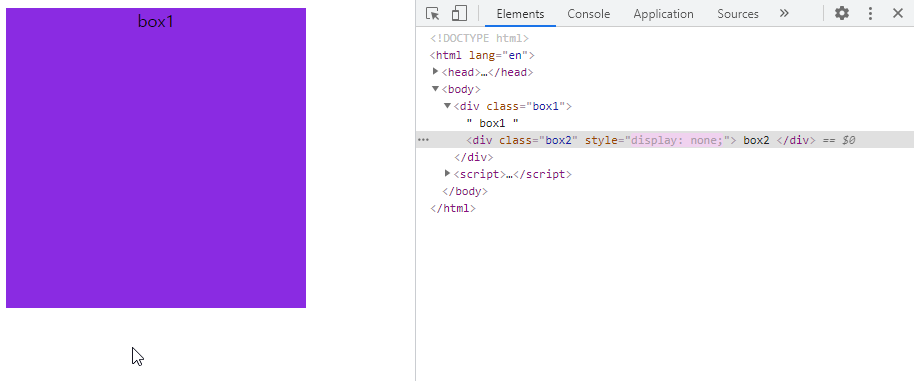 box1
Elements Console Application Sources »
<!DOCTYPE html>
<html lang="en">
<head>…</head>
<body>
<div class="box1">
" box1 "
<div class="box2" style="display: none;"> box2 </div> == $0
</div>
<script>…</script>
</body>
</html>